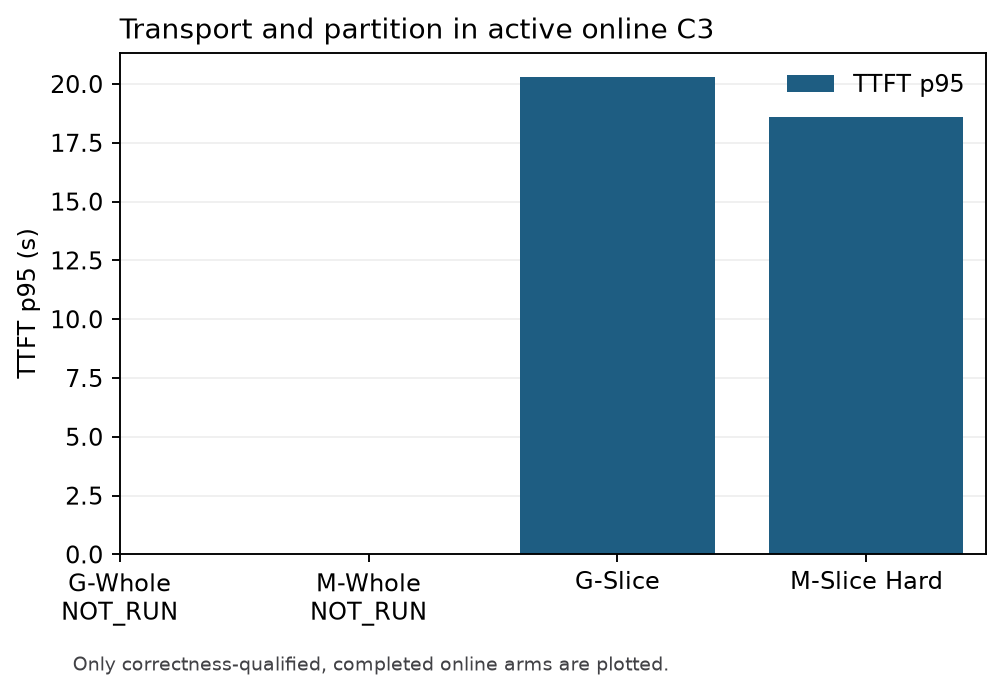 Transport and partition in active online C3
TTFT p95
TTFT p95 (s)
20.0
17.5
15.0
12.5
10.0
7.5
5.0
2.5
0.0
G-Whole
NOT_RUN
M-Whole
NOT_RUN
G-Slice
M-Slice Hard
Only correctness-qualified, completed online arms are plotted.